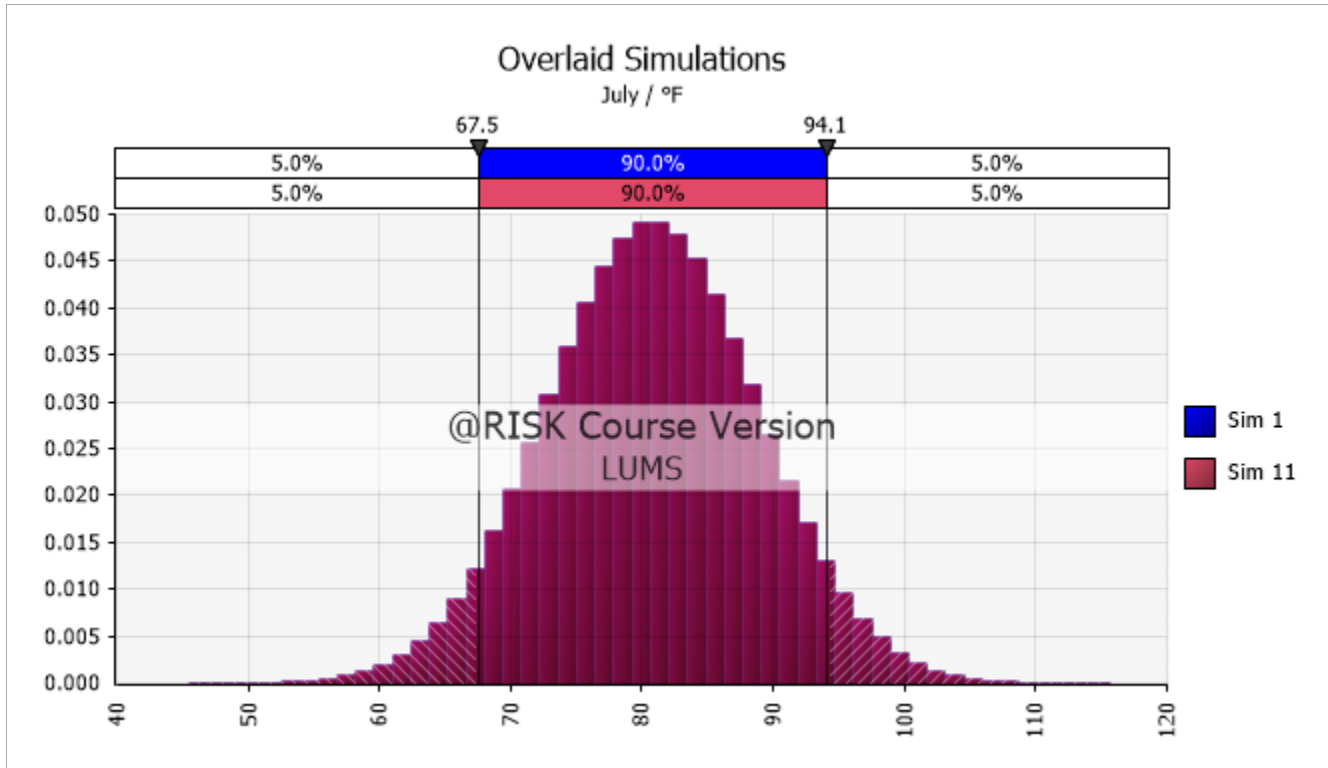 Overlaid Simulations
July / °F
67.5 94.1
5.0% 90.0% 5.0%
5.0% 90.0% 5.0%
0.050
0.045
0.040
0.035
0.030
0.025
0.020
0.015
0.010
0.005
0.000
@RISK Course Version
LUMS
Sim 1
Sim 11
40 50 60 70 80 90 100 110 120